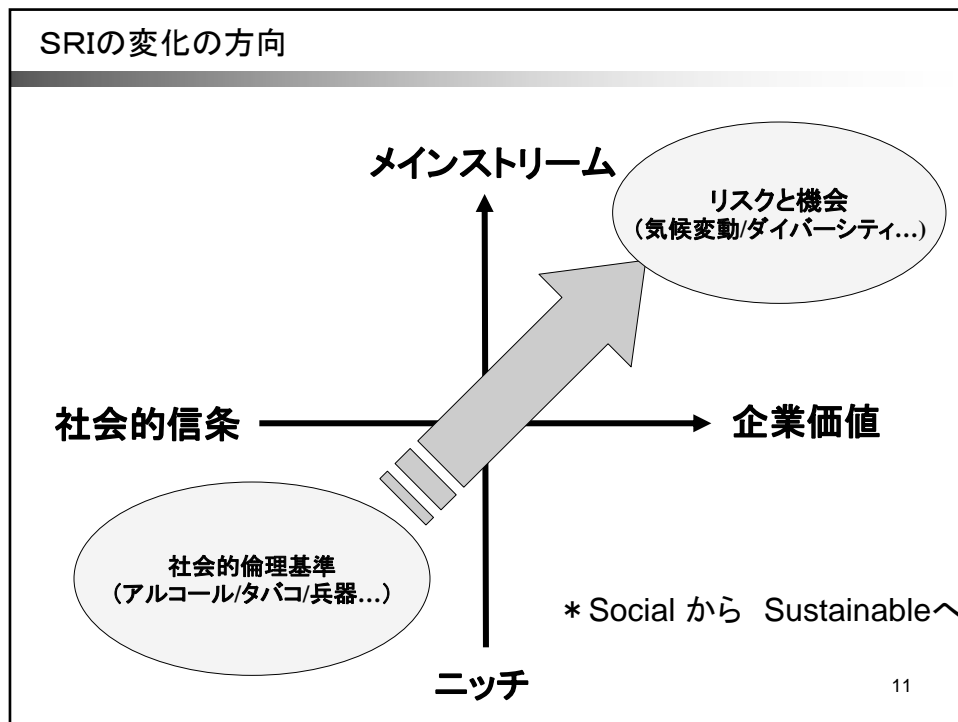 SRIの変化の方向
メインストリーム
リスクと機会
（気候変動/ダイバーシティ…)
社会的信条
企業価値
社会的倫理基準
（アルコール/タバコ/兵器…）
＊Social から Sustainableへ
ニッチ
11